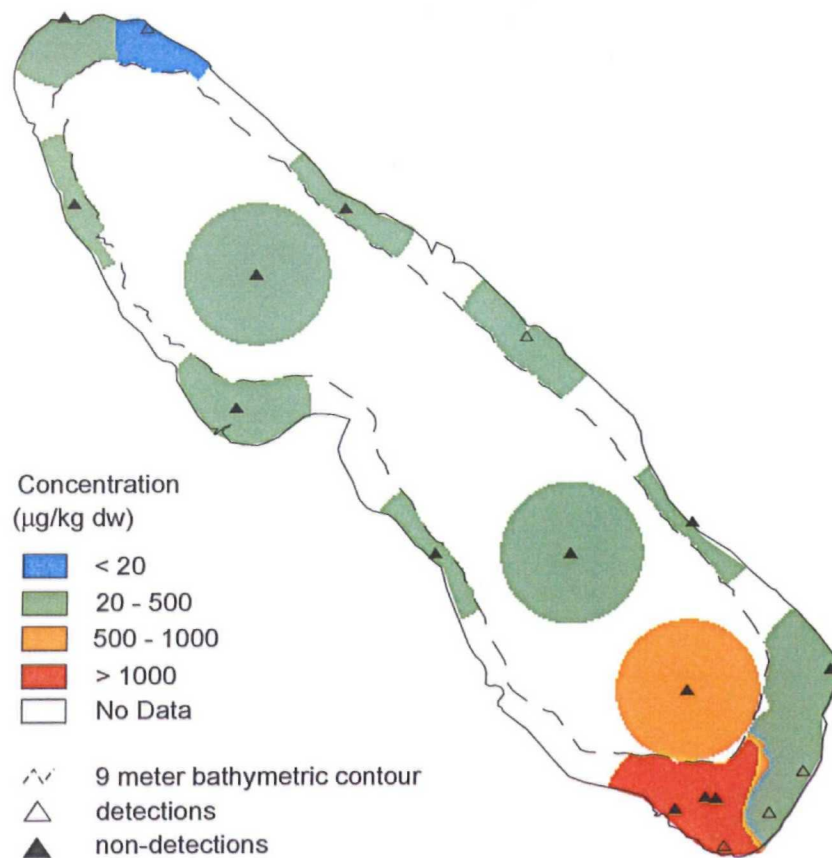 Concentration
(µg/kg dw)
< 20
20 - 500
500 - 1000
> 1000
No Data
9 meter bathymetric contour
detections
non-detections